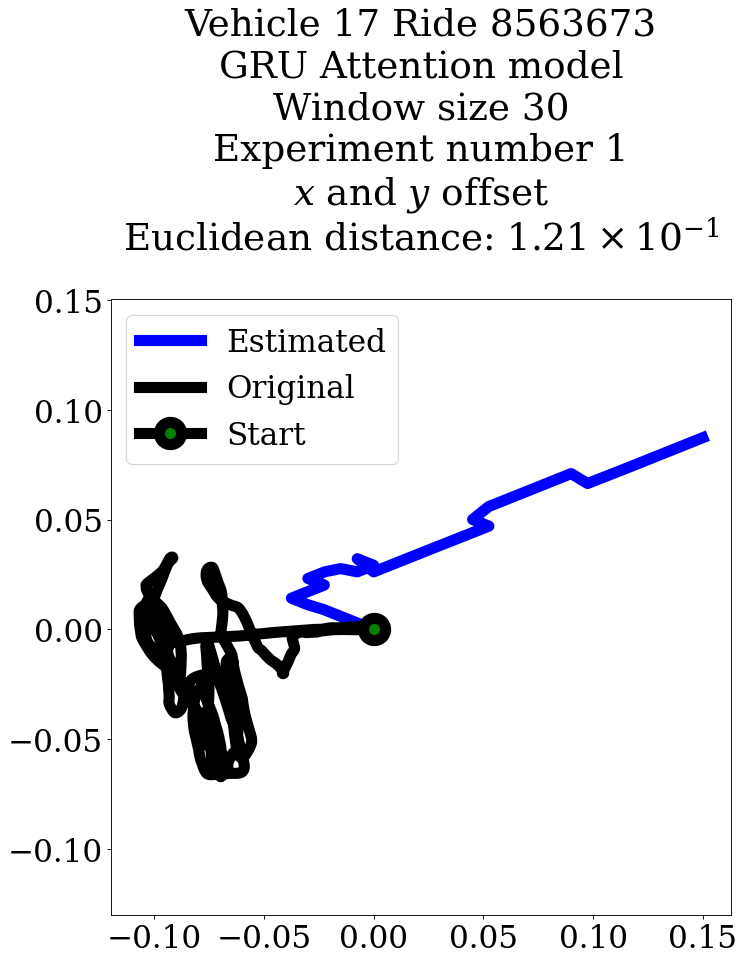 Vehicle 17 Ride 8563673
GRU Attention model
Window size 30
Experiment number 1
x and y offset
Euclidean distance: 1.21 × 10⁻¹
0.15
0.10
0.05
0.00
−0.05
−0.10
Estimated
Original
Start
−0.10 −0.05 0.00 0.05 0.10 0.15